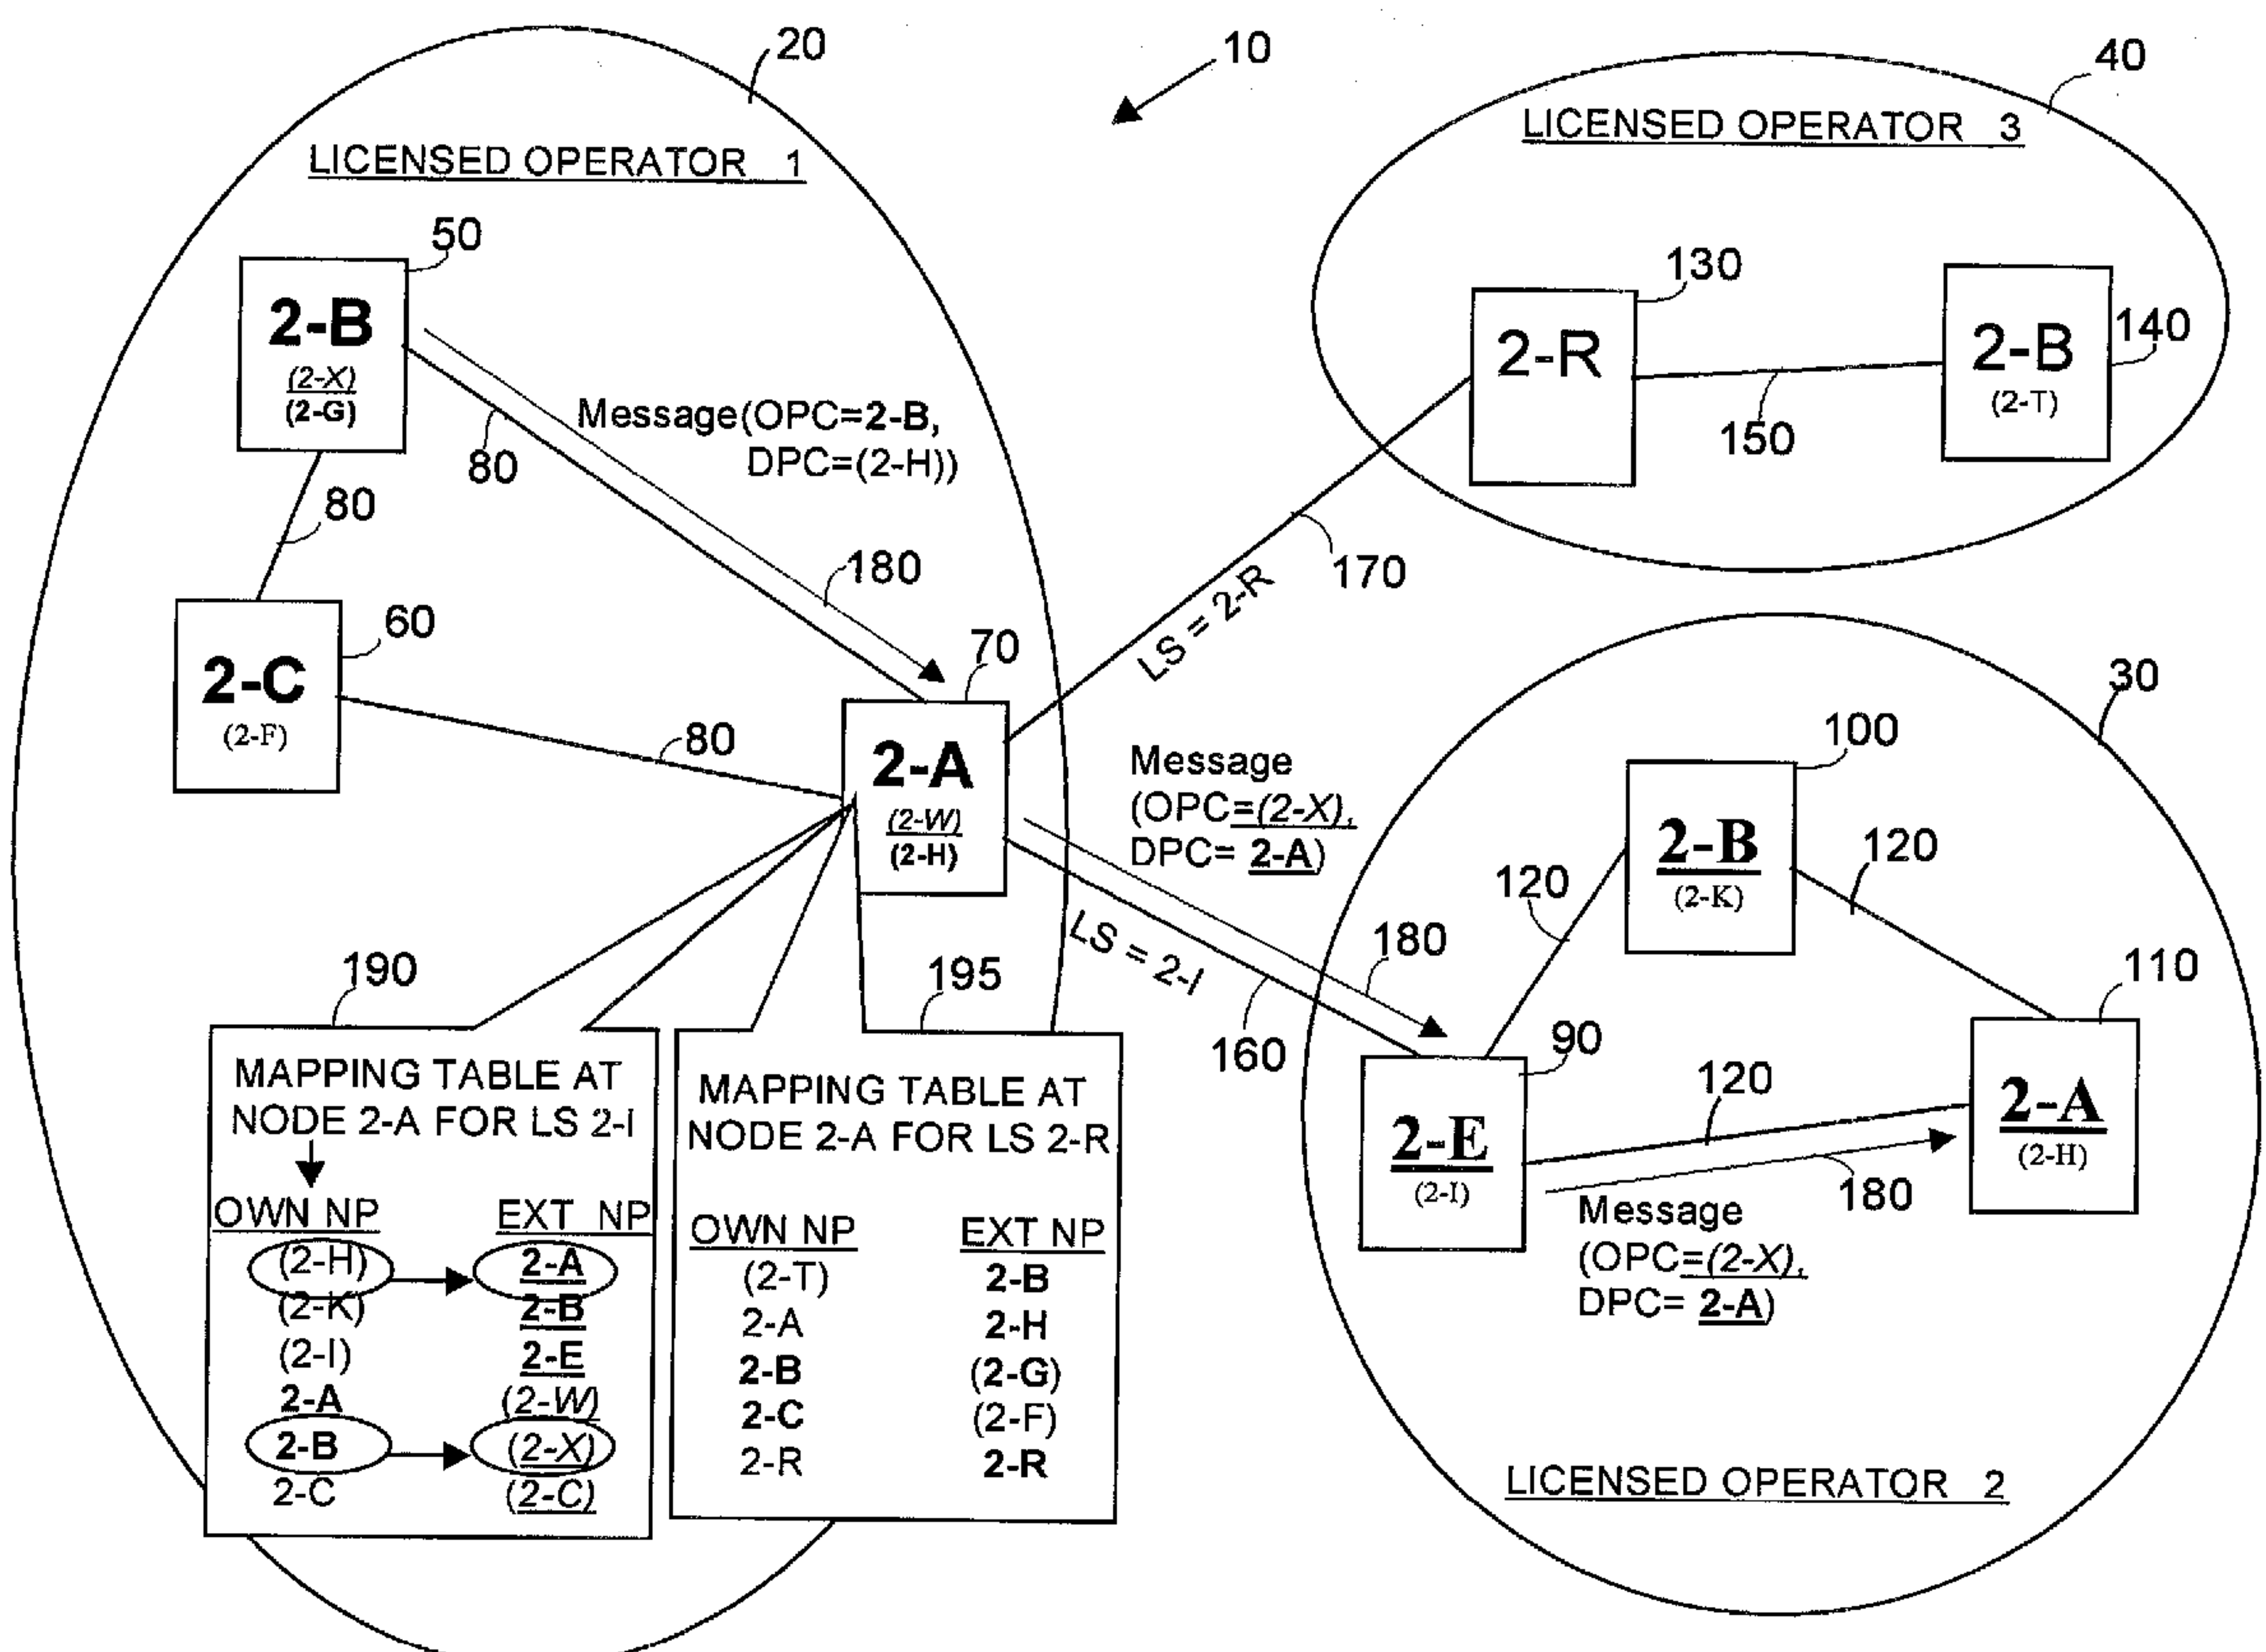 20
10
40
LICENSED OPERATOR 1
LICENSED OPERATOR 3
50
2-B
(2-X)
(2-G)
Message(OPC=2-B,
DPC=(2-H))
80
80
180
60
2-C
(2-F)
80
70
2-A
(2-W)
(2-H)
130
2-R
150
2-B
(2-T)
140
170
LS = 2-R
30
Message
(OPC=(2-X),
DPC= 2-A)
LS = 2-I
180
160
100
2-B
(2-K)
120
120
110
2-A
(2-H)
90
2-E
(2-I)
120
180
Message
(OPC=(2-X),
DPC= 2-A)
LICENSED OPERATOR 2
190
MAPPING TABLE AT
NODE 2-A FOR LS 2-I
OWN NP EXT NP
(2-H) 2-A
(2-K) 2-B
(2-I) 2-E
2-A (2-W)
2-B (2-X)
2-C (2-C)
195
MAPPING TABLE AT
NODE 2-A FOR LS 2-R
OWN NP EXT NP
(2-T) 2-B
2-A 2-H
2-B (2-G)
2-C (2-F)
2-R 2-R